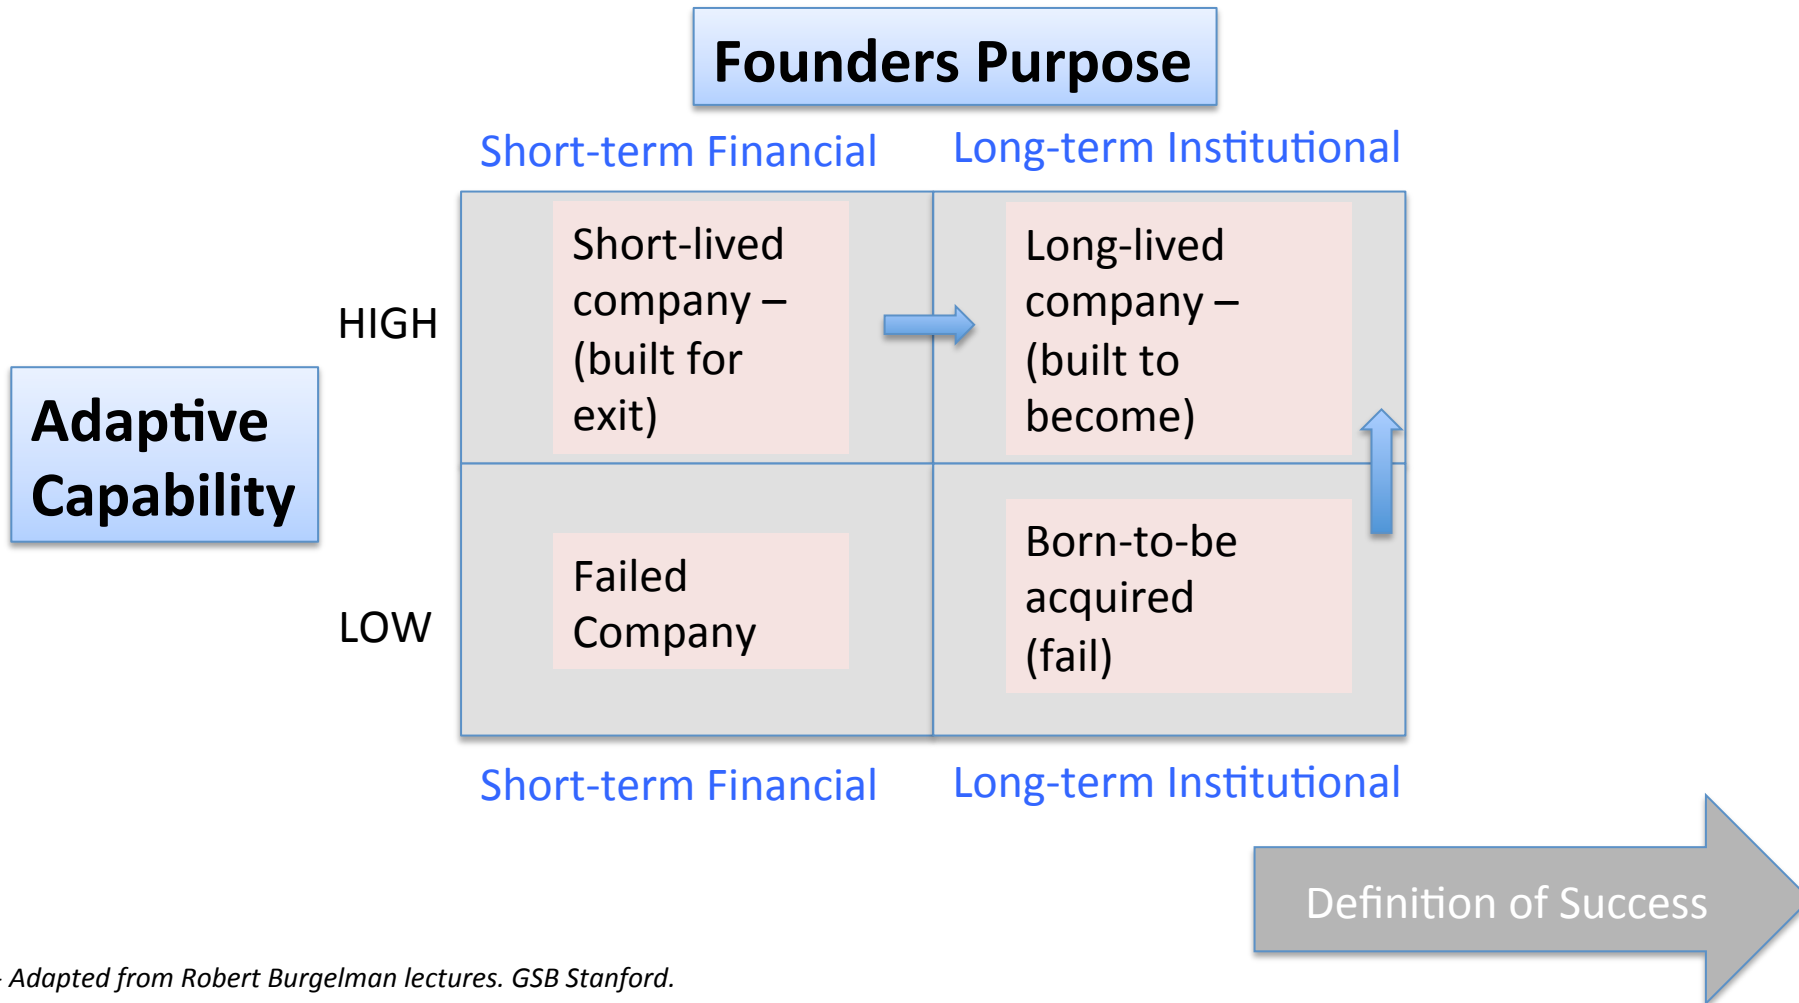 Founders Purpose
Short-term Financial
Long-term Institutional
HIGH
Short-lived
company –
(built for
exit)
Long-lived
company –
(built to
become)
Adaptive
Capability
LOW
Failed
Company
Born-to-be
acquired
(fail)
Short-term Financial
Long-term Institutional
Definition of Success
- Adapted from Robert Burgelman lectures. GSB Stanford.